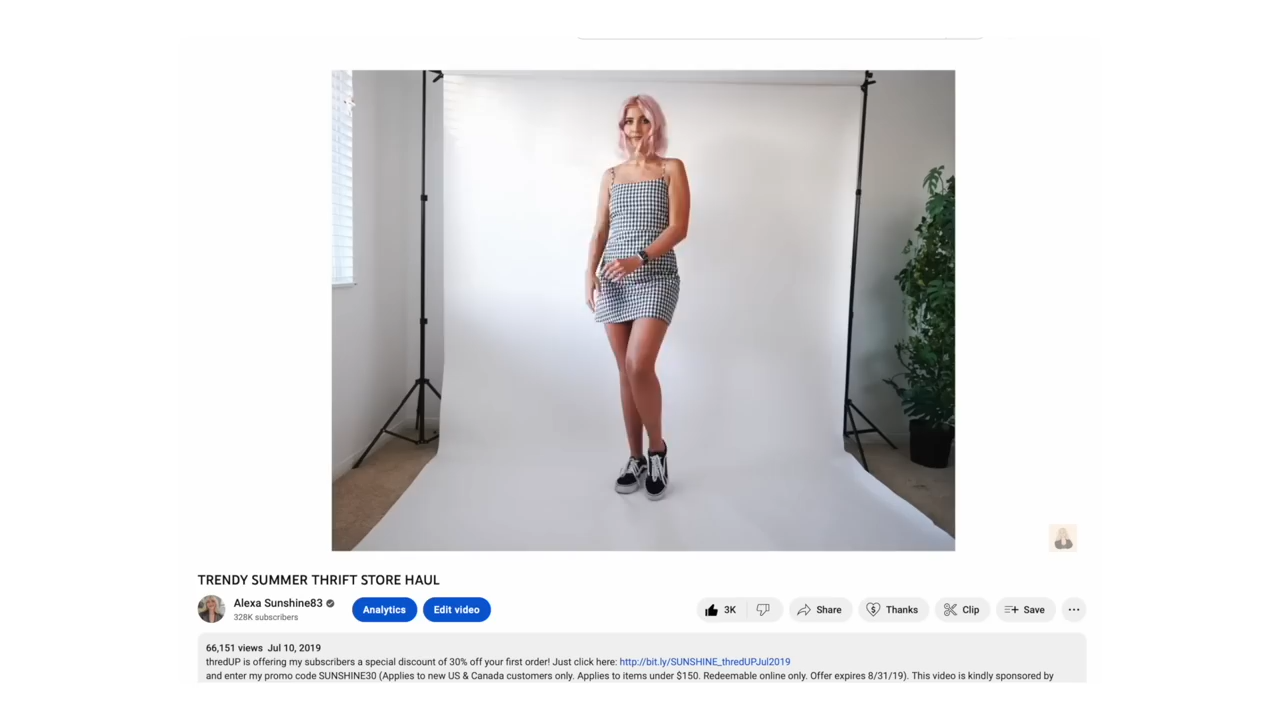 TRENDY SUMMER THRIFT STORE HAUL
Alexa Sunshine83
328K subscribers
Analytics
Edit video
3K
Share
Thanks
Clip
Save
66,151 views Jul 10, 2019
thredUP is offering my subscribers a special discount of 30% off your first order! Just click here: http://bit.ly/SUNSHINE_thredUPJul2019
and enter my promo code SUNSHINE30 (Applies to new US & Canada customers only. Applies to items under $150. Redeemable online only. Offer expires 8/31/19). This video is kindly sponsored by